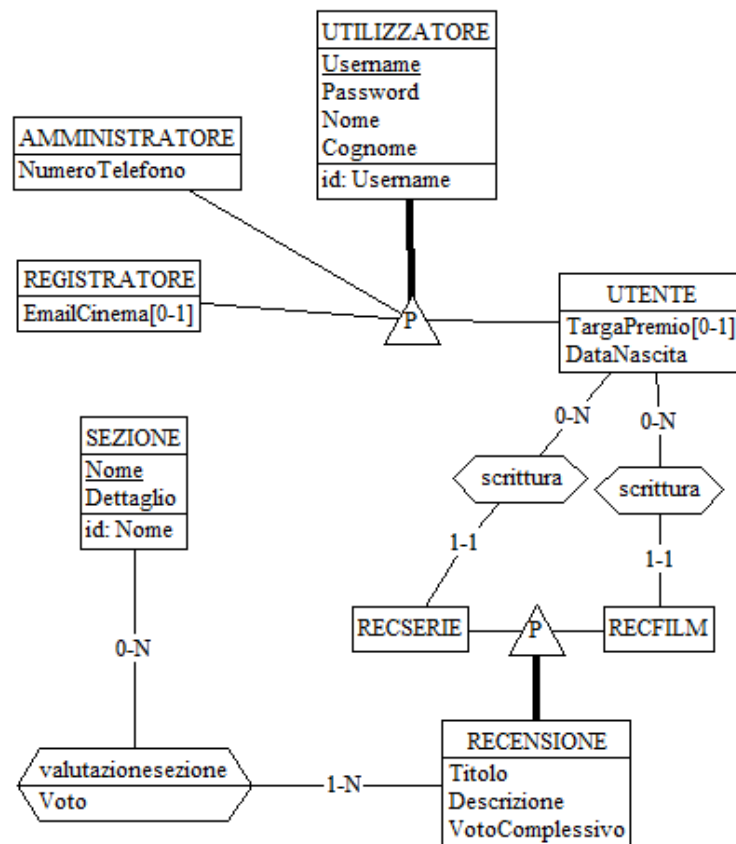 UTILIZZATORE
Username
Password
Nome
Cognome
id: Username
AMMINISTRATORE
NumeroTelefono
REGISTRATORE
EmailCinema[0-1]
P
UTENTE
TargaPremio[0-1]
DataNascita
0-N
0-N
scrittura
scrittura
1-1
1-1
SEZIONE
Nome
Dettaglio
id: Nome
RECSERIE
P
RECFILM
0-N
valutazionesezione
Voto
1-N
RECENSIONE
Titolo
Descrizione
VotoComplessivo